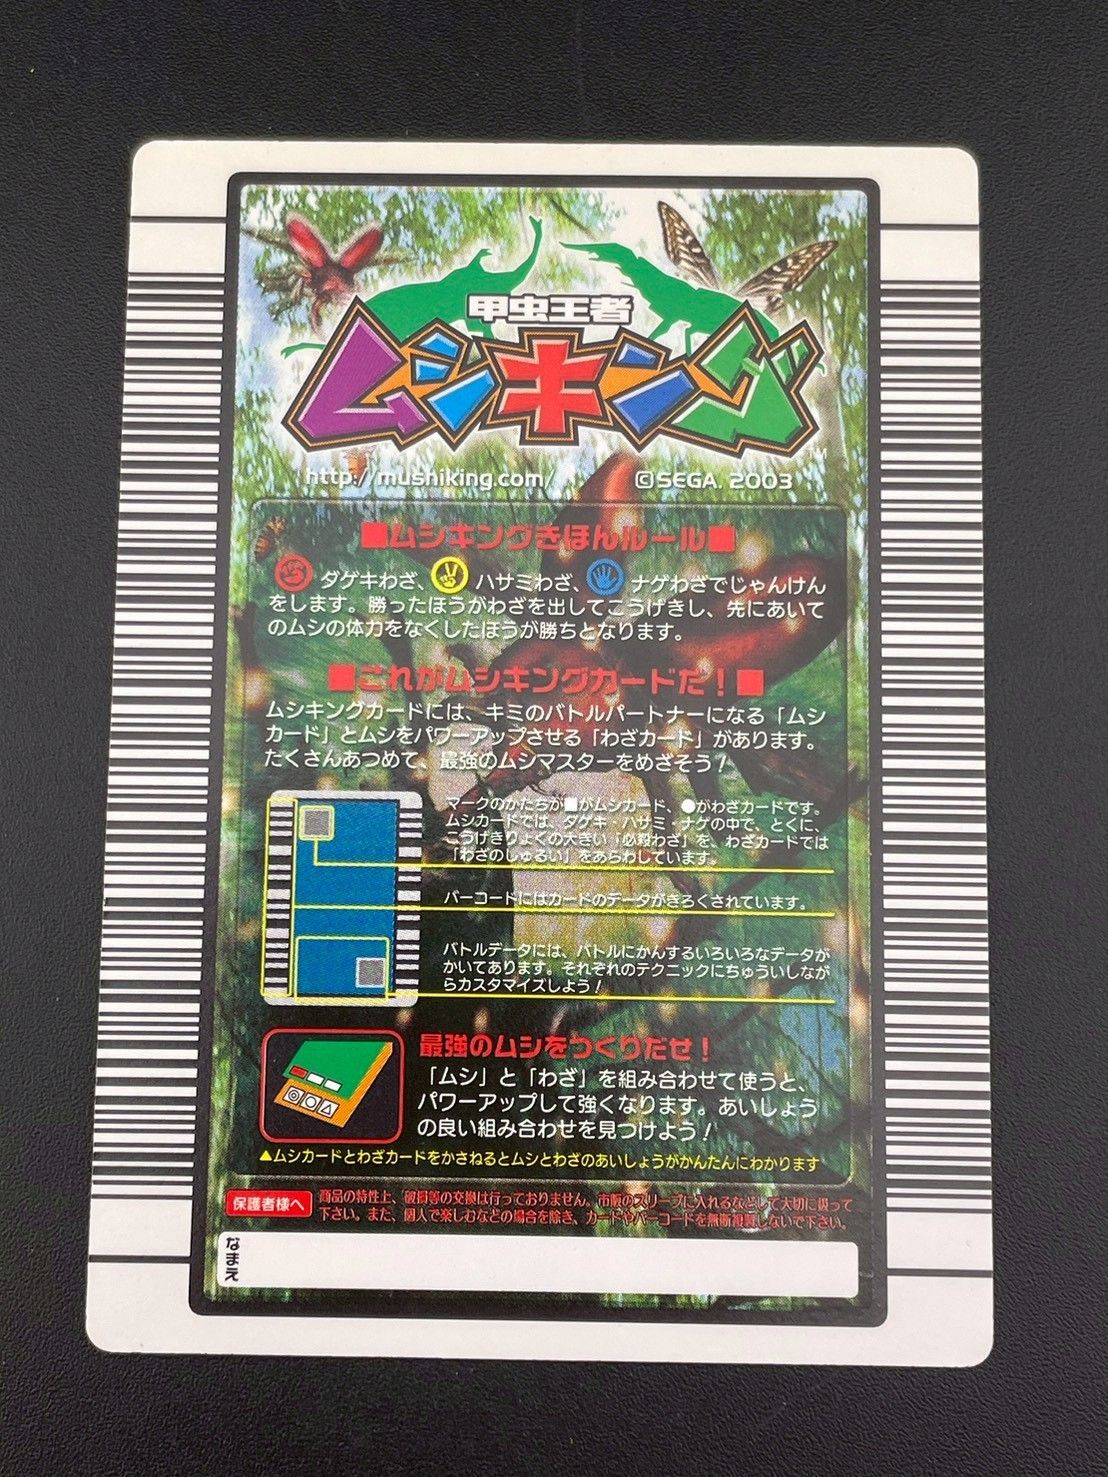 甲虫王者
ムシキング
http://mushiking.com/ ©SEGA. 2003
■ムシキングきほんルール■
ダゲキわざ、 ハサミわざ、 ナゲわざでじゃんけん
をします。勝ったほうがわざを出してこうげきし、先にあいて
のムシの体力をなくしたほうが勝ちとなります。
■これがムシキングカードだ！■
ムシキングカードには、キミのバトルパートナーになる「ムシ
カード」とムシをパワーアップさせる「わざカード」があります。
たくさんあつめて、最強のムシマスターをめざそう！
マークのかたちが■がムシカード、●がわざカードです。
ムシカードでは、ダゲキ・ハサミ・ナゲの中で、とくに、
こうげきりょくの大きい「必殺わざ」を、わざカードでは
「わざのしゅるい」をあらわしています。
バーコードにはカードのデータがきろくされています。
バトルデータには、バトルにかんするいろいろなデータが
かいてあります。それぞれのテクニックにちゅういしなが
らカスタマイズしよう！
最強のムシをつくりだせ！
「ムシ」と「わざ」を組み合わせて使うと、
パワーアップして強くなります。あいしょう
の良い組み合わせを見つけよう！
▲ムシカードとわざカードをかさねるとムシとわざのあいしょうがかんたんにわかります
保護者様へ 商品の特性上、破損等の交換は行っておりません。市販のスリーブに入れるなどして大切に扱って
下さい。また、個人で楽しむなどの場合を除き、カードやバーコードを無断複製しないで下さい。
なまえ